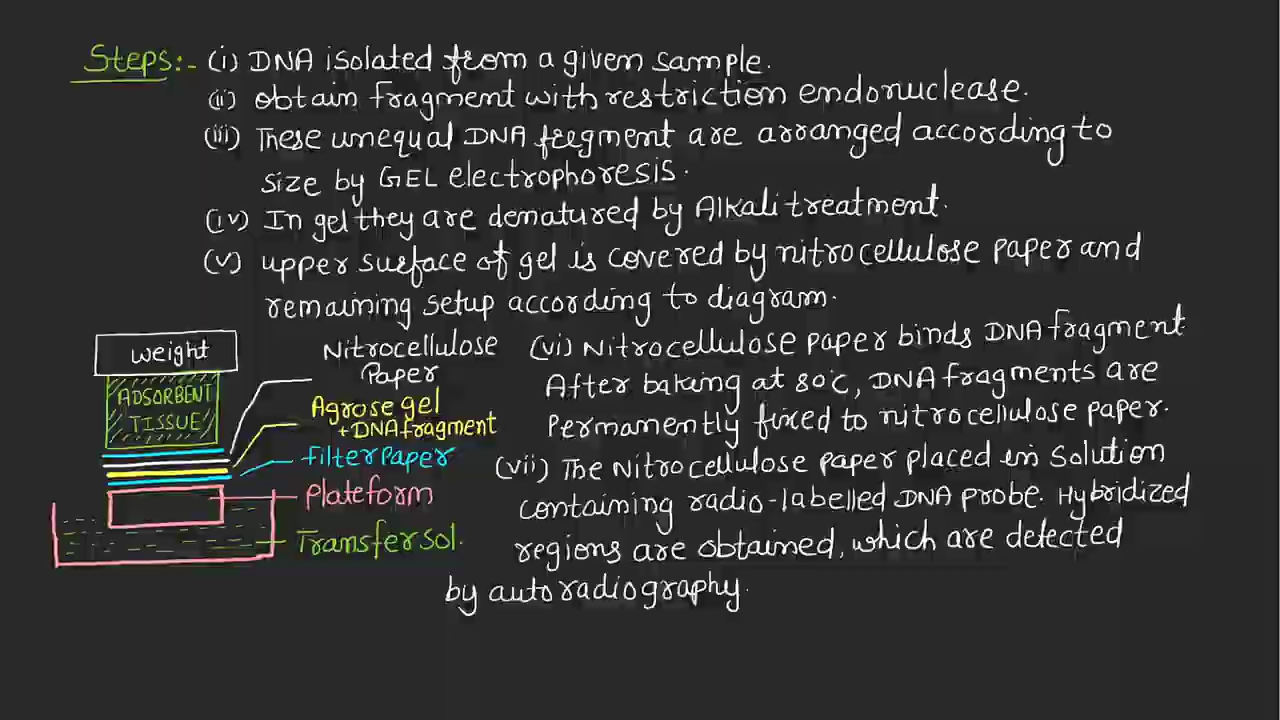 Steps:- (i) DNA isolated from a given sample.
(ii) obtain fragment with restriction endonuclease.
(iii) These unequal DNA fregment are arranged according to
size by GEL electrophoresis.
(iv) In gel they are denatured by Alkali treatment.
(v) upper surface of gel is covered by nitrocellulose paper and
remaining setup according to diagram.
weight
ADSORBENT
TISSUE
Nitrocellulose
Paper
Agrose gel
+DNA fragment
filter Paper
Plateform
Transfer sol.
(vi) Nitrocellulose paper binds DNA fragment
After baking at 80°C, DNA fragments are
Permamently fixed to nitrocellulose paper.
(vii) The Nitrocellulose paper placed in solution
containing radio-labelled DNA probe. Hybridized
regions are obtained, which are detected
by autoradiography.